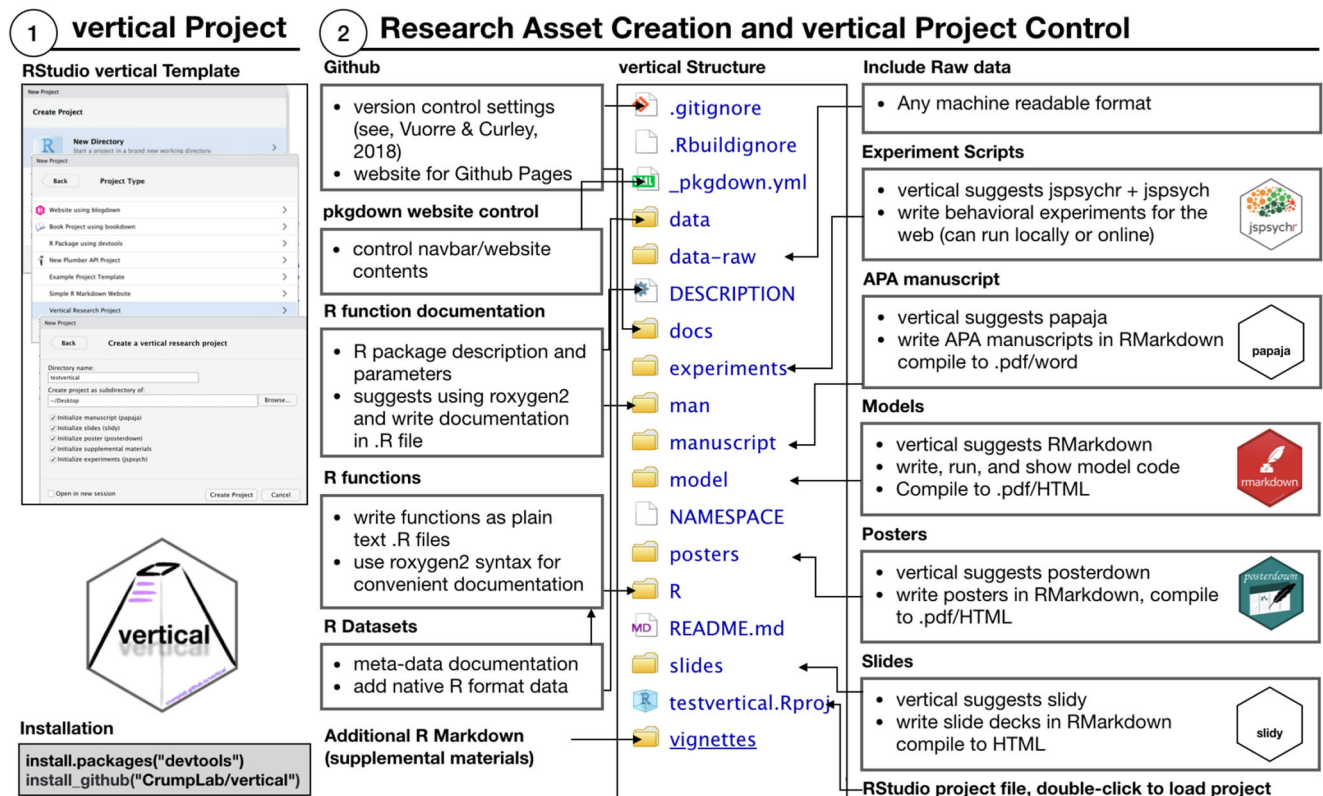 1 vertical Project
RStudio vertical Template
New Project
Create Project
New Directory
Start a project in a brand new working directory
New Project
Back
Project Type
Website using blogdown
Book Project using bookdown
R Package using devtools
New Plumber API Project
Example Project Template
Simple R Markdown Website
Vertical Research Project
New Project
Back
Create a vertical research project
Directory name:
testvertical
Create project as subdirectory of:
~/Desktop
Browse...
Initialize manuscript (papaja)
Initialize slides (slidy)
Initialize poster (posterdown)
Initialize supplemental materials
Initialize experiments (jspsych)
Open in new session
Create Project
Cancel
vertical
crumplab.github.io/vertical
Installation
install.packages("devtools")
install_github("CrumpLab/vertical")
2 Research Asset Creation and vertical Project Control
Github
• version control settings
(see, Vuorre & Curley,
2018)
• website for Github Pages
pkgdown website control
• control navbar/website
contents
R function documentation
• R package description and
parameters
• suggests using roxygen2
and write documentation
in .R file
R functions
• write functions as plain
text .R files
• use roxygen2 syntax for
convenient documentation
R Datasets
• meta-data documentation
• add native R format data
Additional R Markdown
(supplemental materials)
vertical Structure
.gitignore
.Rbuildignore
_pkgdown.yml
data
data-raw
DESCRIPTION
docs
experiments
man
manuscript
model
NAMESPACE
posters
R
MD README.md
slides
testvertical.Rproj
vignettes
Include Raw data
• Any machine readable format
Experiment Scripts
• vertical suggests jspsychr + jspsych
• write behavioral experiments for the
web (can run locally or online)
jspsychr
APA manuscript
• vertical suggests papaja
• write APA manuscripts in RMarkdown
compile to .pdf/word
papaja
Models
• vertical suggests RMarkdown
• write, run, and show model code
• Compile to .pdf/HTML
rmarkdown
Posters
• vertical suggests posterdown
• write posters in RMarkdown, compile
to .pdf/HTML
posterdown
Slides
• vertical suggests slidy
• write slide decks in RMarkdown
compile to HTML
slidy
RStudio project file, double-click to load project